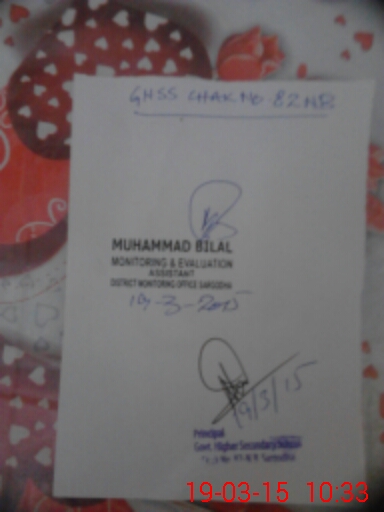 GHSS CHAK NO 82 NB
MUHAMMAD BILAL
MONITORING & EVALUATION
ASSISTANT
DISTRICT MONITORING OFFICE SARGODHA
19-3-2015
19/3/15
Principal
Govt. Higher Secondary School
Sargodha
19-03-15 10:33